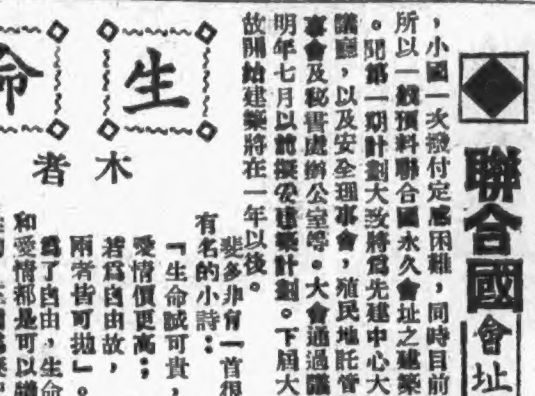 聯合國會址
，小國一次撥付定感困難，同時目前
所以一般預料聯合國永久會址之建築
。聞第一期計劃大致將爲先建中心大
議廳，以及安全理事會，殖民地託管
事會及秘書處辦公室等。大會通過議
明年七月以前擬妥建築計劃。下屆大
故開始建築將在一年以後。
生命
木者
斐多非有一首很
有名的小詩：
「生命誠可貴，
愛情價更高；
若爲自由故，
兩者皆可拋」。
爲了自由，生命
和愛情都是可以